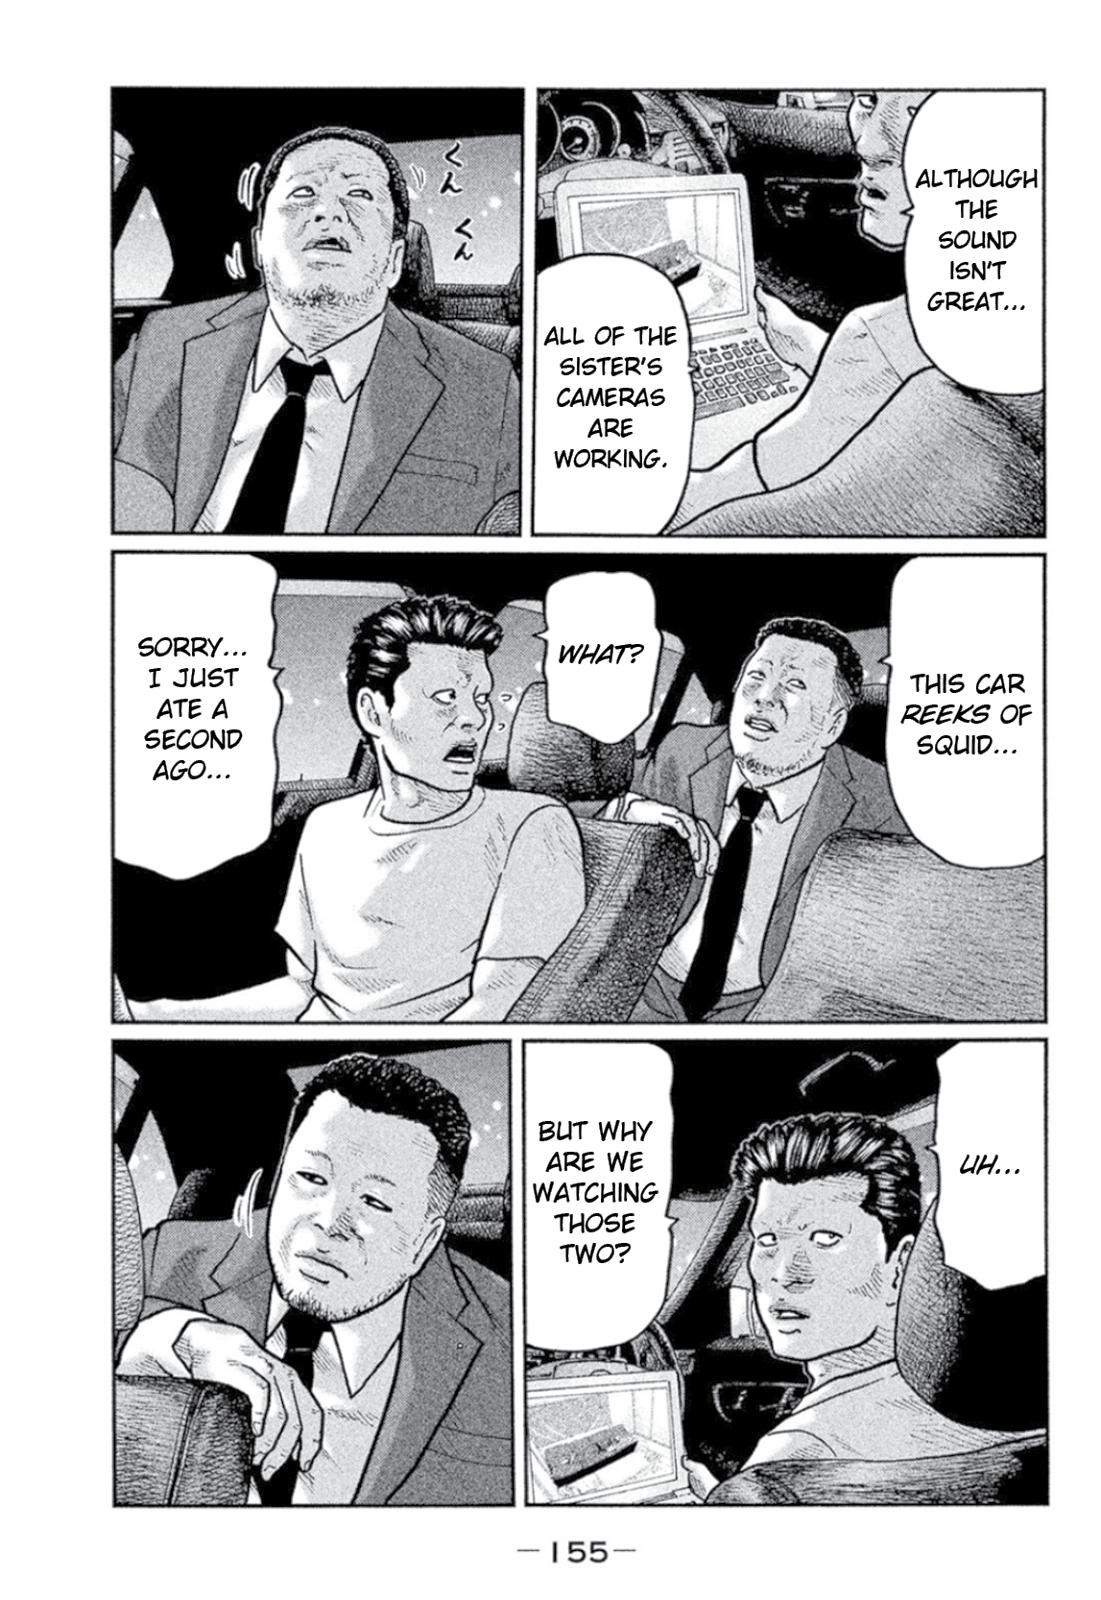 ALTHOUGH
THE
SOUND
ISN'T
GREAT...
ALL OF THE
SISTER'S
CAMERAS
ARE
WORKING.
くん
くん
THIS CAR
REEKS OF
SQUID...
WHAT?
SORRY...
I JUST
ATE A
SECOND
AGO...
UH...
BUT WHY
ARE WE
WATCHING
THOSE
TWO?
— 155 —